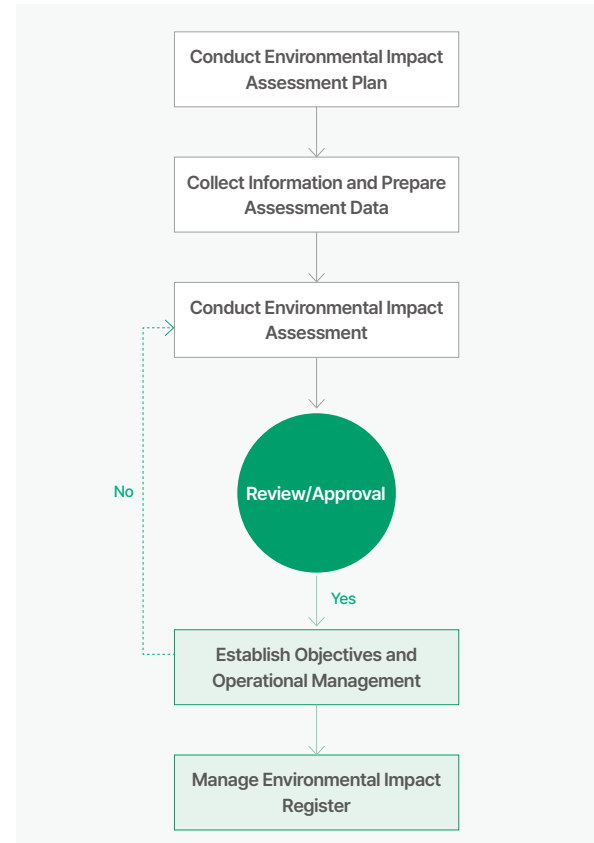 Conduct Environmental Impact
Assessment Plan
Collect Information and Prepare
Assessment Data
Conduct Environmental Impact
Assessment
Review/Approval
No
Yes
Establish Objectives and
Operational Management
Manage Environmental Impact
Register